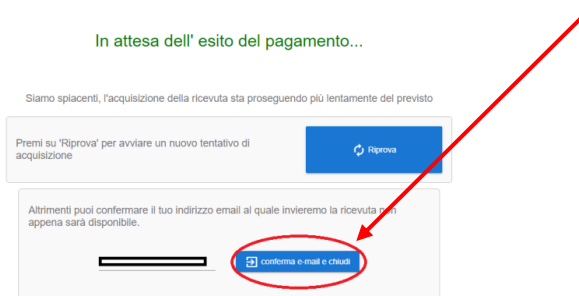 In attesa dell' esito del pagamento...
Siamo spiacenti, l'acquisizione della ricevuta sta proseguendo più lentamente del previsto
Premi su 'Riprova' per avviare un nuovo tentativo di
acquisizione
Riprova
Altrimenti puoi confermare il tuo indirizzo email al quale invieremo la ricevuta non
appena sarà disponibile.
conferma e-mail e chiudi